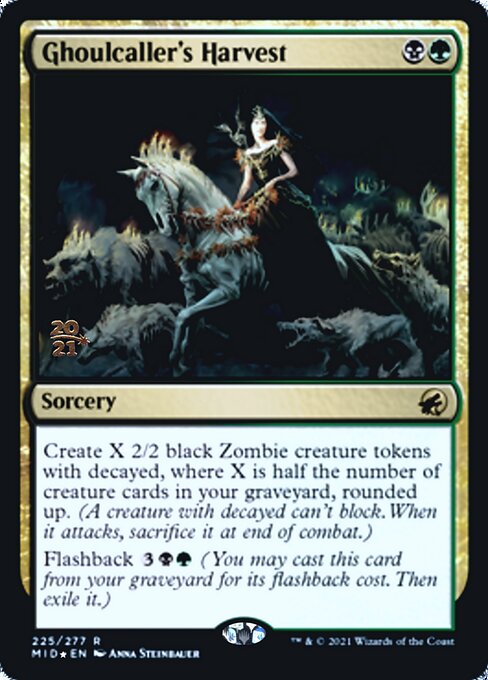 Ghoulcaller's Harvest
20
21
Sorcery
Create X 2/2 black Zombie creature tokens
with decayed, where X is half the number of
creature cards in your graveyard, rounded
up. (A creature with decayed can't block. When
it attacks, sacrifice it at end of combat.)
Flashback 3 (You may cast this card
from your graveyard for its flashback cost. Then
exile it.)
225/277 R
MID★EN Anna Steinbauer
™ & © 2021 Wizards of the Coast